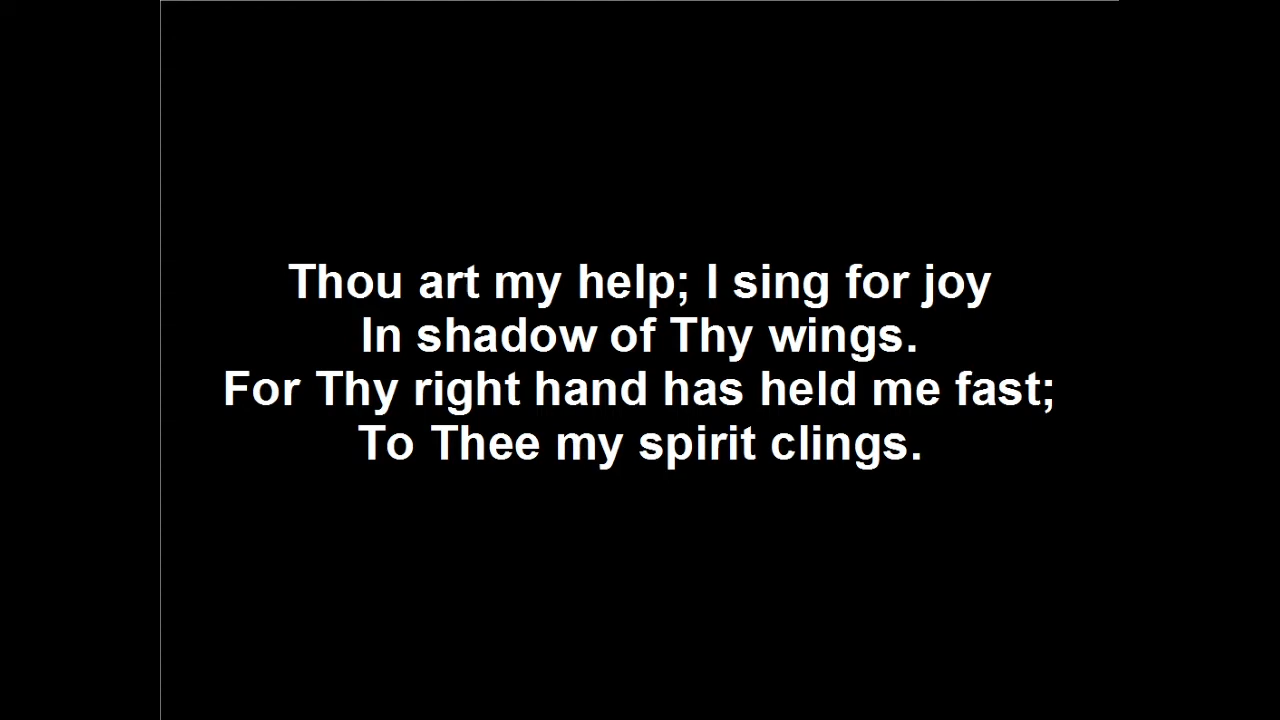 Thou art my help; I sing for joy
In shadow of Thy wings.
For Thy right hand has held me fast;
To Thee my spirit clings.